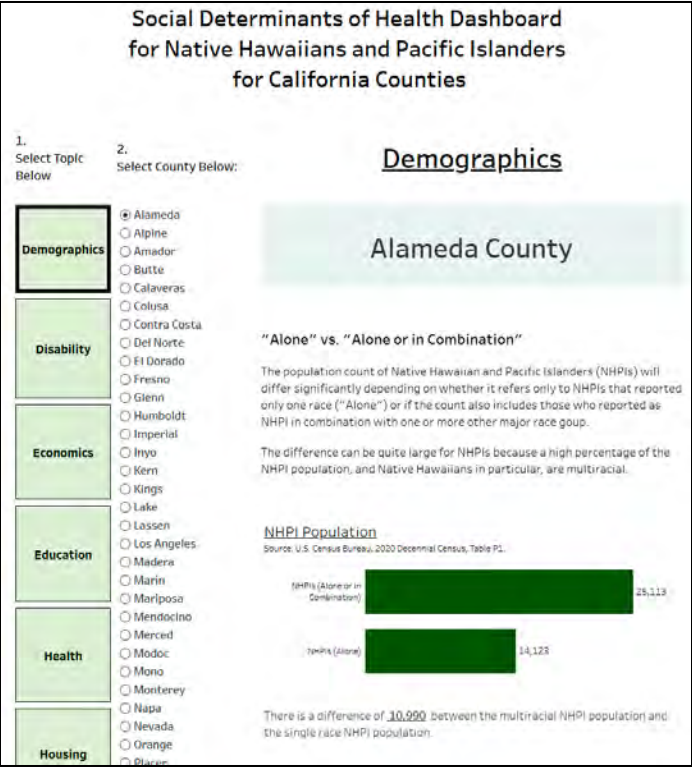 Social Determinants of Health Dashboard
for Native Hawaiians and Pacific Islanders
for California Counties
1.
Select Topic
Below
2.
Select County Below:
Demographics
Disability
Economics
Education
Health
Housing
Alameda
Alpine
Amador
Butte
Calaveras
Colusa
Contra Costa
Del Norte
El Dorado
Fresno
Glenn
Humboldt
Imperial
Inyo
Kern
Kings
Lake
Lassen
Los Angeles
Madera
Marin
Mariposa
Mendocino
Merced
Modoc
Mono
Monterey
Napa
Nevada
Orange
Placer
Demographics
Alameda County
“Alone” vs. “Alone or in Combination”
The population count of Native Hawaiian and Pacific Islanders (NHPIs) will
differ significantly depending on whether it refers only to NHPIs that reported
only one race (“Alone”) or if the count also includes those who reported as
NHPI in combination with one or more other major race goup.
The difference can be quite large for NHPIs because a high percentage of the
NHPI population, and Native Hawaiians in particular, are multiracial.
NHPI Population
Source: U.S. Census Bureau, 2020 Decennial Census, Table P1.
NHPIs (Alone or in
Combination)
25,113
NHPIs (Alone)
14,123
There is a difference of 10,990 between the multiracial NHPI population and
the single race NHPI population.